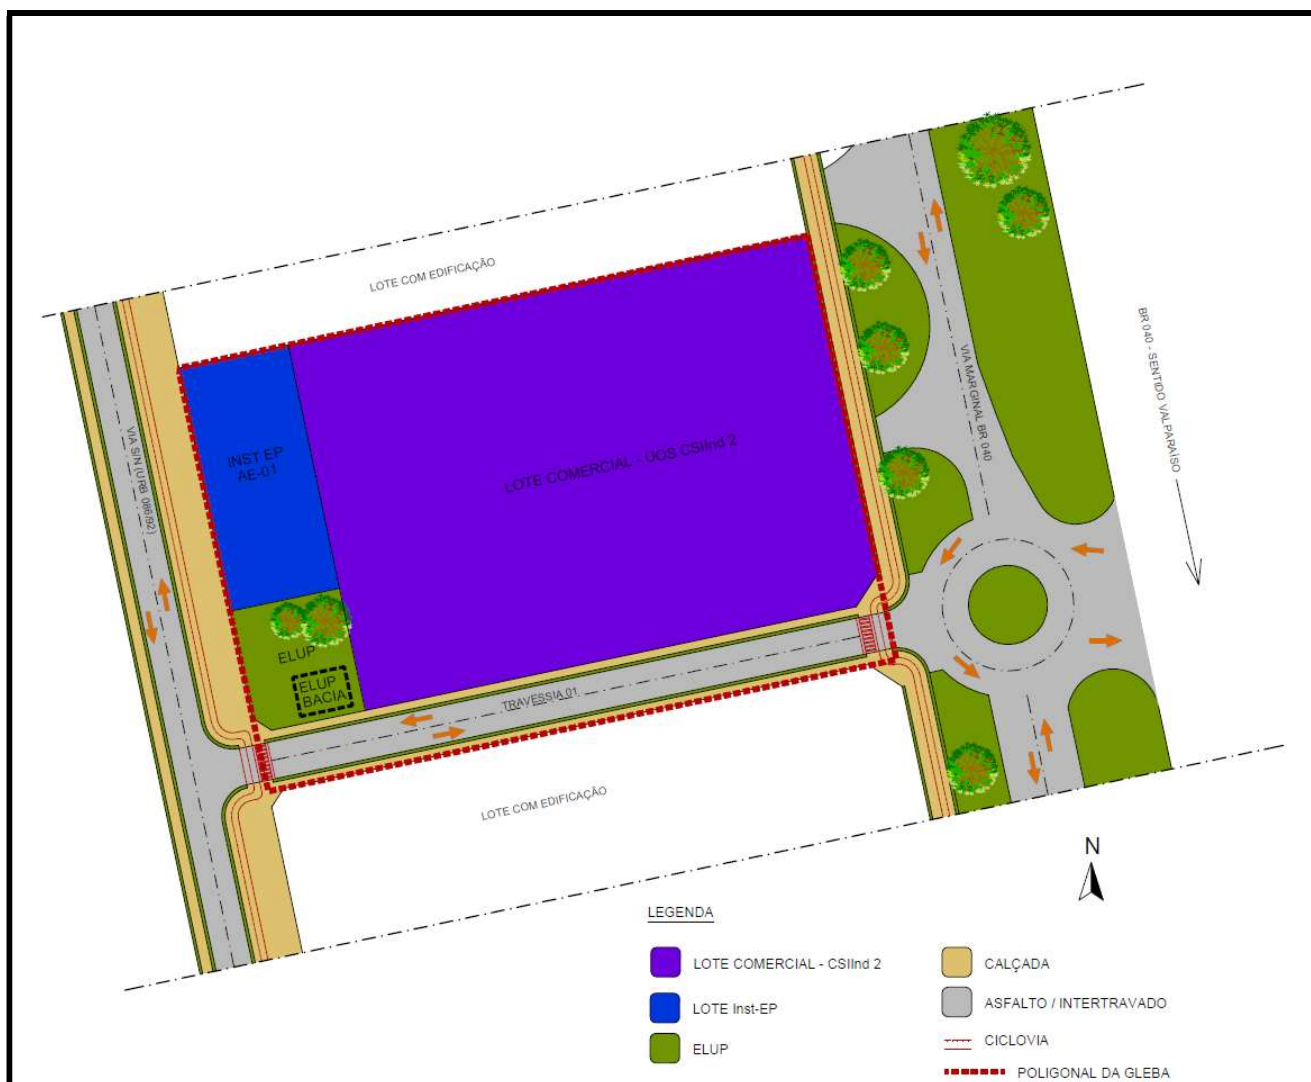 LOTE COM EDIFICAÇÃO
BR 040 - SENTIDO VALPARAÍSO
VIA MARGINAL BR 040
VIA S/N (URB 086/92)
INST EP
AE-01
LOTE COMERCIAL - UOS CSIInd 2
ELUP
ELUP
BACIA
TRAVESSIA 01
LOTE COM EDIFICAÇÃO
N
LEGENDA
LOTE COMERCIAL - CSIInd 2
LOTE Inst-EP
ELUP
CALÇADA
ASFALTO / INTERTRAVADO
CICLOVIA
POLIGONAL DA GLEBA